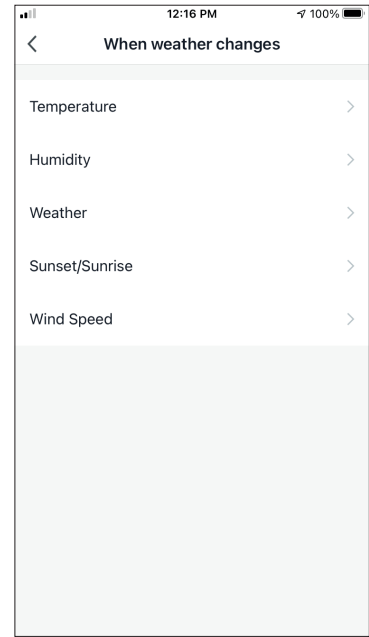 12:16 PM 100%
When weather changes
Temperature
Humidity
Weather
Sunset/Sunrise
Wind Speed